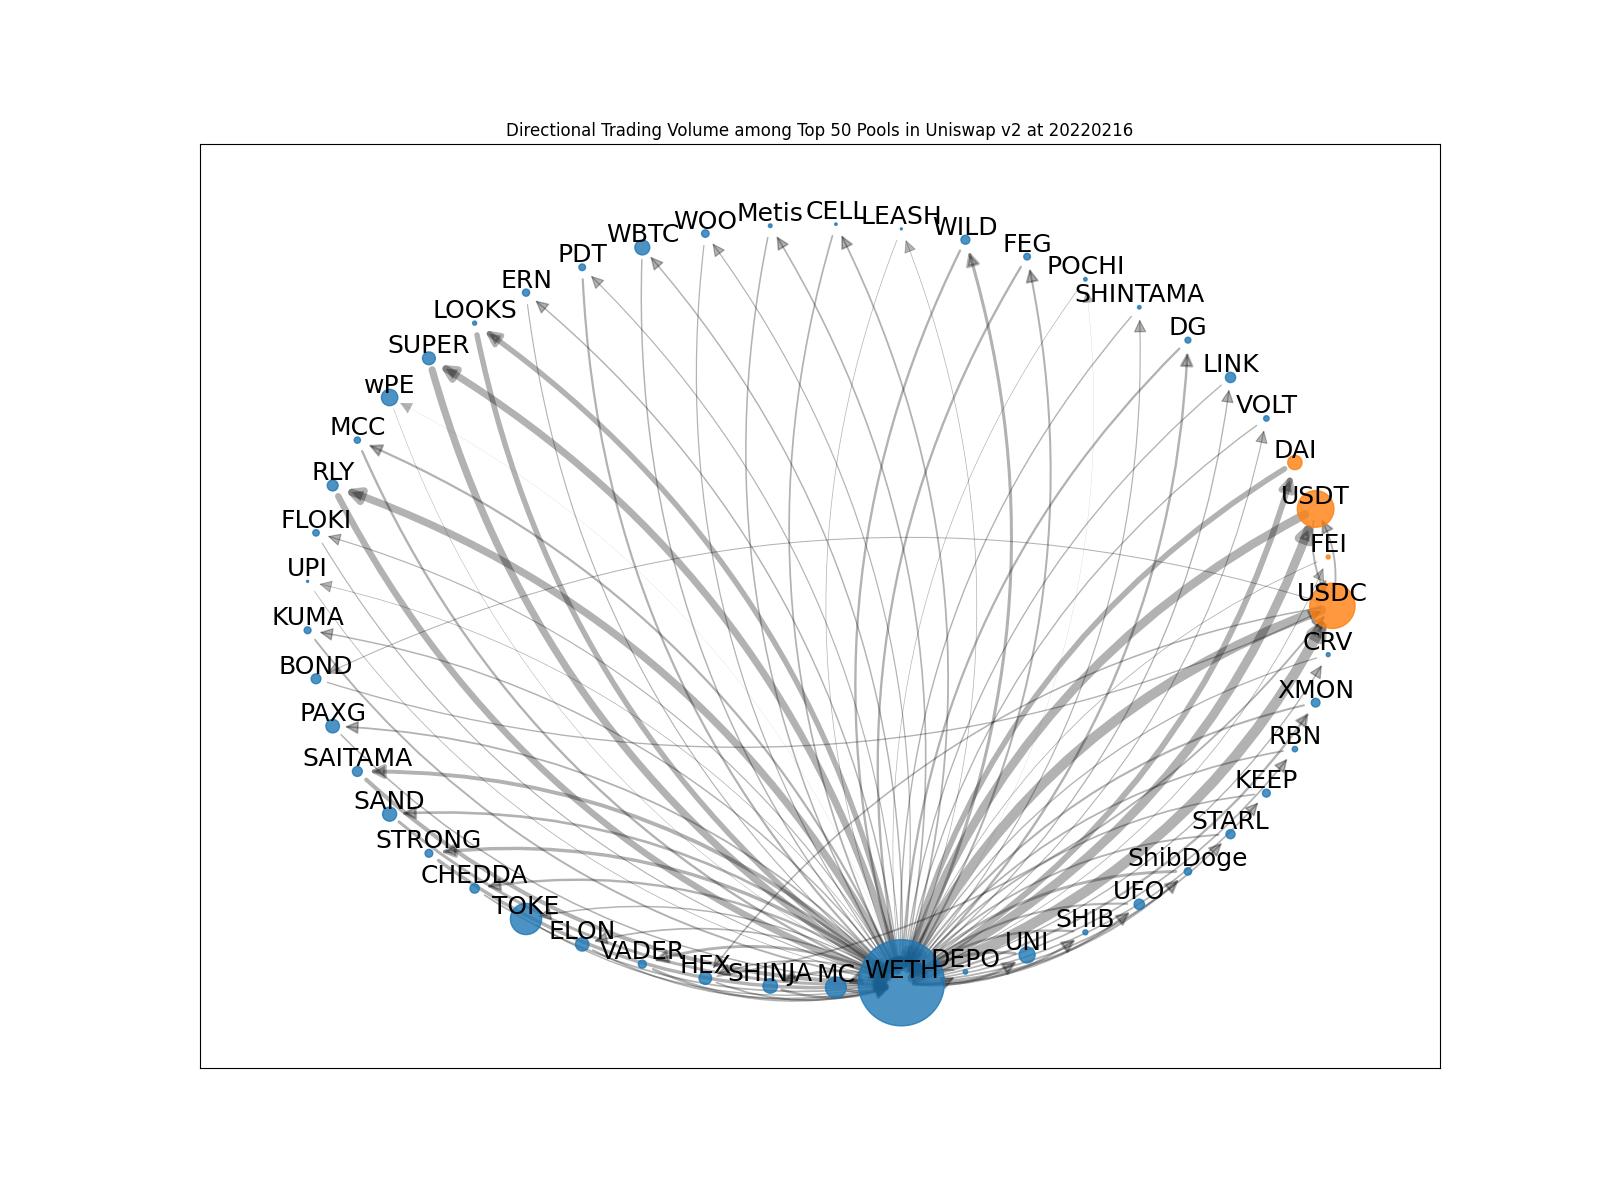 Directional Trading Volume among Top 50 Pools in Uniswap v2 at 20220216
CELL
Metis
LEASH
WOO
WILD
WBTC
FEG
PDT
POCHI
ERN
SHINTAMA
LOOKS
DG
SUPER
LINK
wPE
VOLT
MCC
DAI
RLY
USDT
FLOKI
FEI
UPI
USDC
KUMA
CRV
BOND
XMON
PAXG
RBN
SAITAMA
KEEP
SAND
STARL
STRONG
ShibDoge
CHEDDA
UFO
TOKE
SHIB
ELON
UNI
VADER
DEPO
HEX
WETH
SHINJA
MC